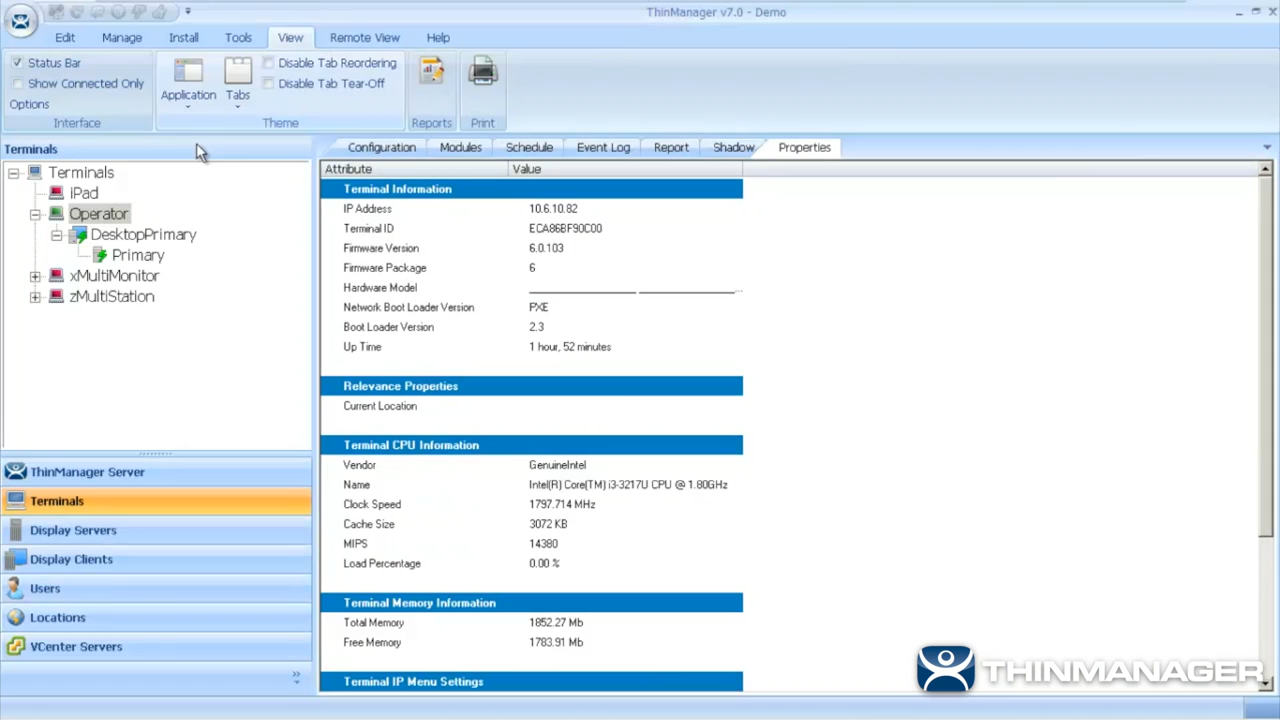 ThinManager v7.0 - Demo
Edit Manage Install Tools View Remote View Help
Status Bar
Show Connected Only
Options
Interface
Application
Tabs
Disable Tab Reordering
Disable Tab Tear-Off
Theme
Reports
Print
Terminals
Terminals
iPad
Operator
DesktopPrimary
Primary
xMultiMonitor
zMultiStation
ThinManager Server
Terminals
Display Servers
Display Clients
Users
Locations
VCenter Servers
Configuration Modules Schedule Event Log Report Shadow Properties
Attribute Value
Terminal Information
IP Address 10.6.10.82
Terminal ID ECA86BF90C00
Firmware Version 6.0.103
Firmware Package 6
Hardware Model
Network Boot Loader Version PXE
Boot Loader Version 2.3
Up Time 1 hour, 52 minutes
Relevance Properties
Current Location
Terminal CPU Information
Vendor GenuineIntel
Name Intel(R) Core(TM) i3-3217U CPU @ 1.80GHz
Clock Speed 1797.714 MHz
Cache Size 3072 KB
MIPS 14380
Load Percentage 0.00 %
Terminal Memory Information
Total Memory 1852.27 Mb
Free Memory 1783.91 Mb
Terminal IP Menu Settings
THINMANAGER